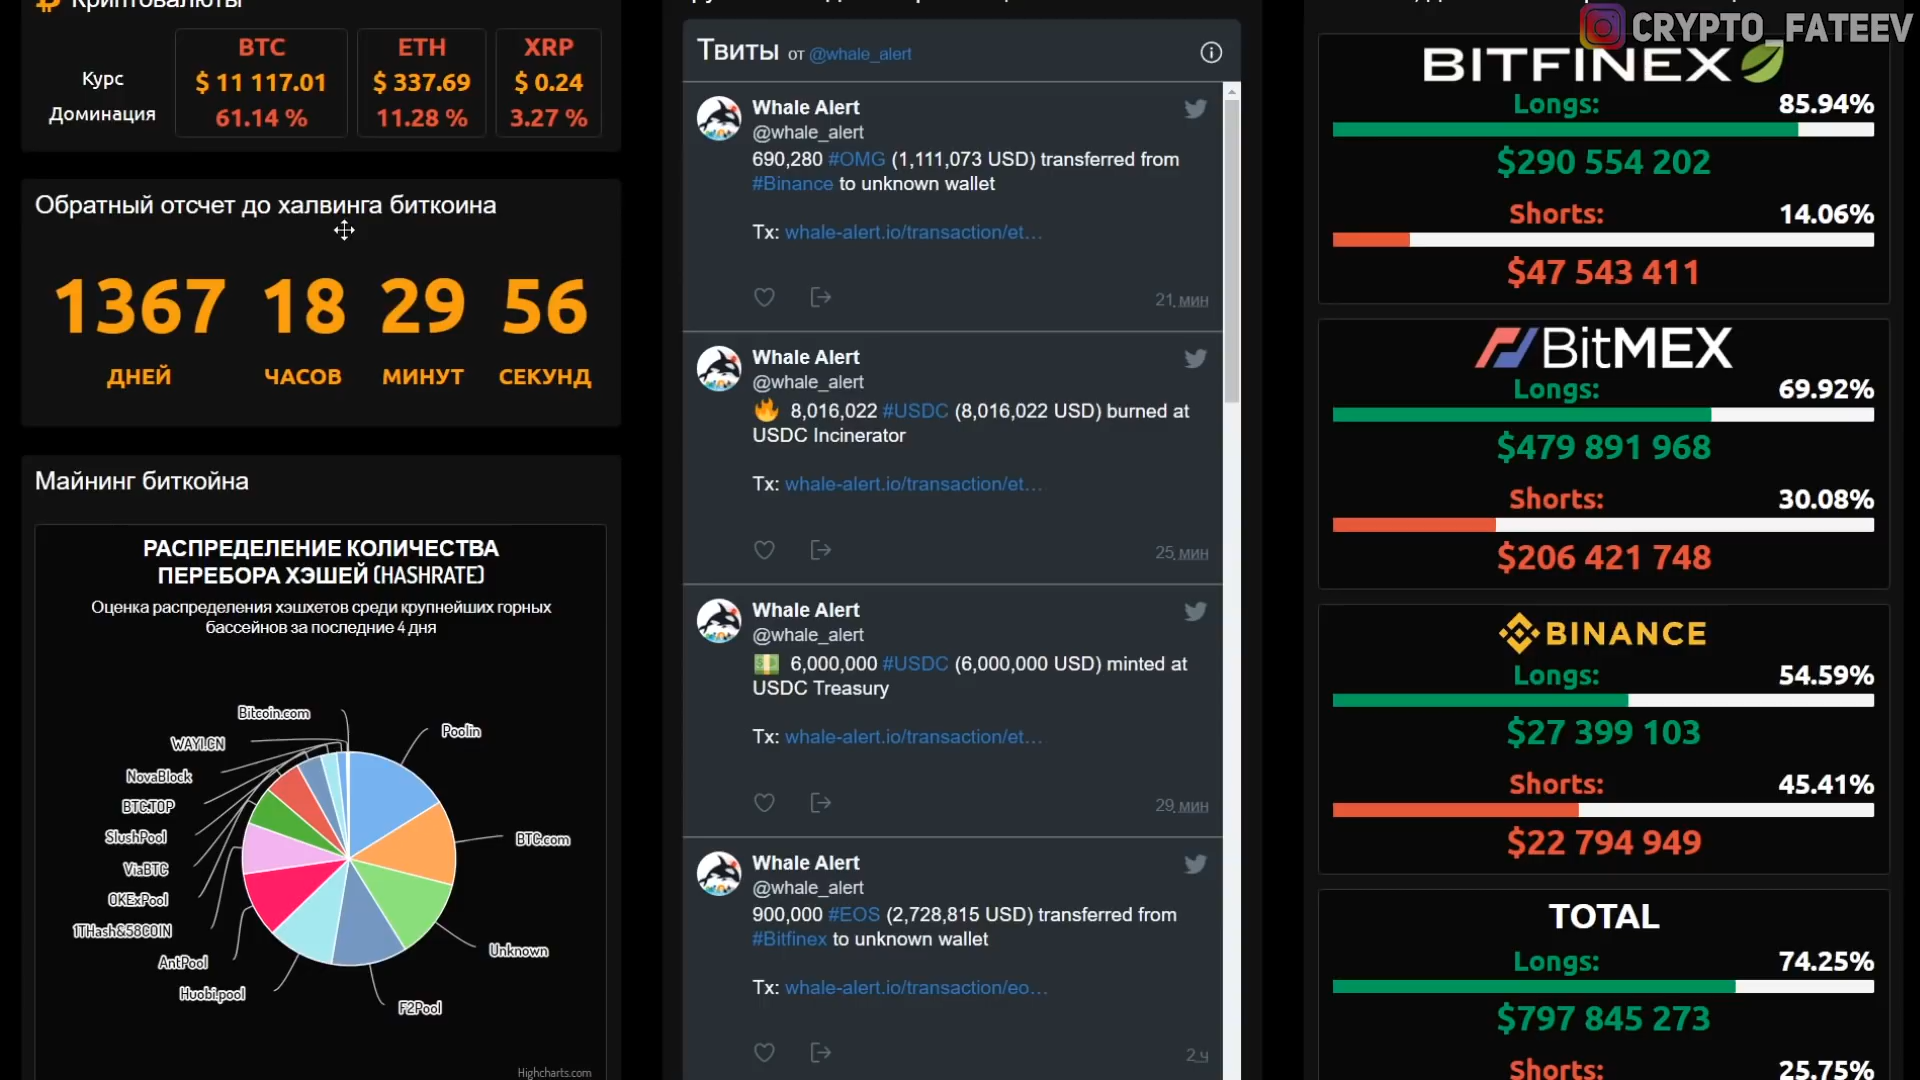 Криптовалюты
BTC
ETH
XRP
Курс
$ 11 117.01
$ 337.69
$ 0.24
Доминация
61.14 %
11.28 %
3.27 %
Обратный отсчет до халвинга биткоина
1367
18
29
56
ДНЕЙ
ЧАСОВ
МИНУТ
СЕКУНД
Майнинг биткойна
РАСПРЕДЕЛЕНИЕ КОЛИЧЕСТВА
ПЕРЕБОРА ХЭШЕЙ (HASHRATE)
Оценка распределения хэшхетов среди крупнейших горных
бассейнов за последние 4 дня
Bitcoin.com
Poolin
WAYI.CN
NovaBlock
BTC.TOP
SlushPool
BTC.com
ViaBTC
OKExPool
1THash&58COIN
Unknown
AntPool
Huobi.pool
F2Pool
Highcharts.com
Твиты от @whale_alert
Whale Alert
@whale_alert
690,280 #OMG (1,111,073 USD) transferred from
#Binance to unknown wallet
Tx: whale-alert.io/transaction/et…
21 мин
Whale Alert
@whale_alert
8,016,022 #USDC (8,016,022 USD) burned at
USDC Incinerator
Tx: whale-alert.io/transaction/et…
25 мин
Whale Alert
@whale_alert
6,000,000 #USDC (6,000,000 USD) minted at
USDC Treasury
Tx: whale-alert.io/transaction/et…
29 мин
Whale Alert
@whale_alert
900,000 #EOS (2,728,815 USD) transferred from
#Bitfinex to unknown wallet
Tx: whale-alert.io/transaction/eo…
2 ч
CRYPTO_FATEEV
BITFINEX
Longs:
85.94%
$290 554 202
Shorts:
14.06%
$47 543 411
BitMEX
Longs:
69.92%
$479 891 968
Shorts:
30.08%
$206 421 748
BINANCE
Longs:
54.59%
$27 399 103
Shorts:
45.41%
$22 794 949
TOTAL
Longs:
74.25%
$797 845 273
Shorts:
25.75%